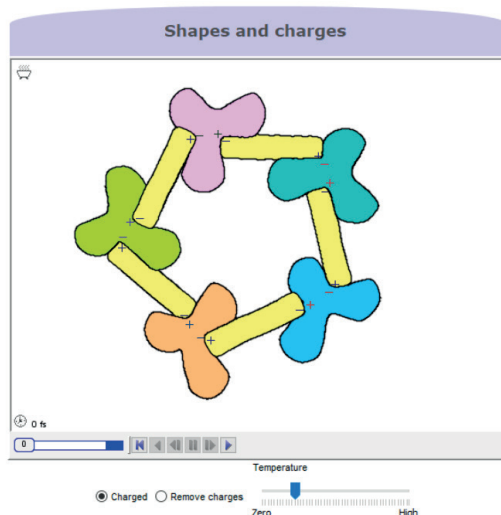 Shapes and charges
0 fs
0
Temperature
Charged
Remove charges
Zero
High